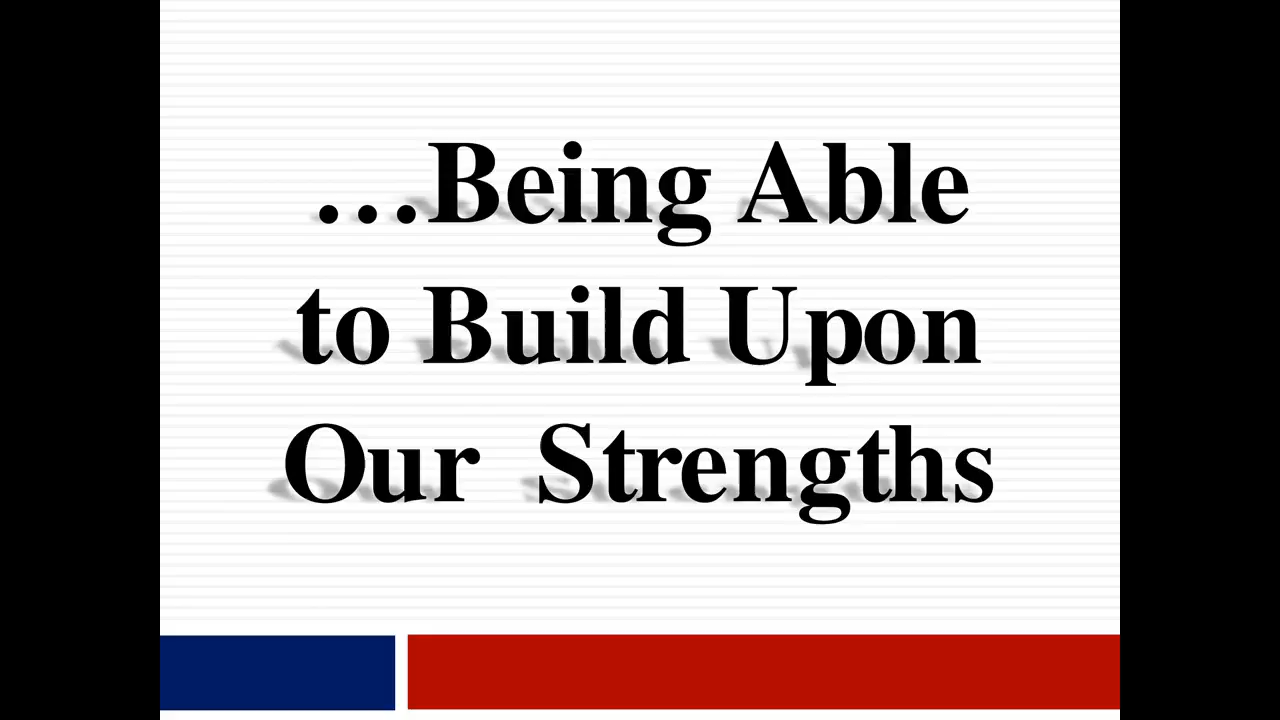 …Being Able
to Build Upon
Our Strengths